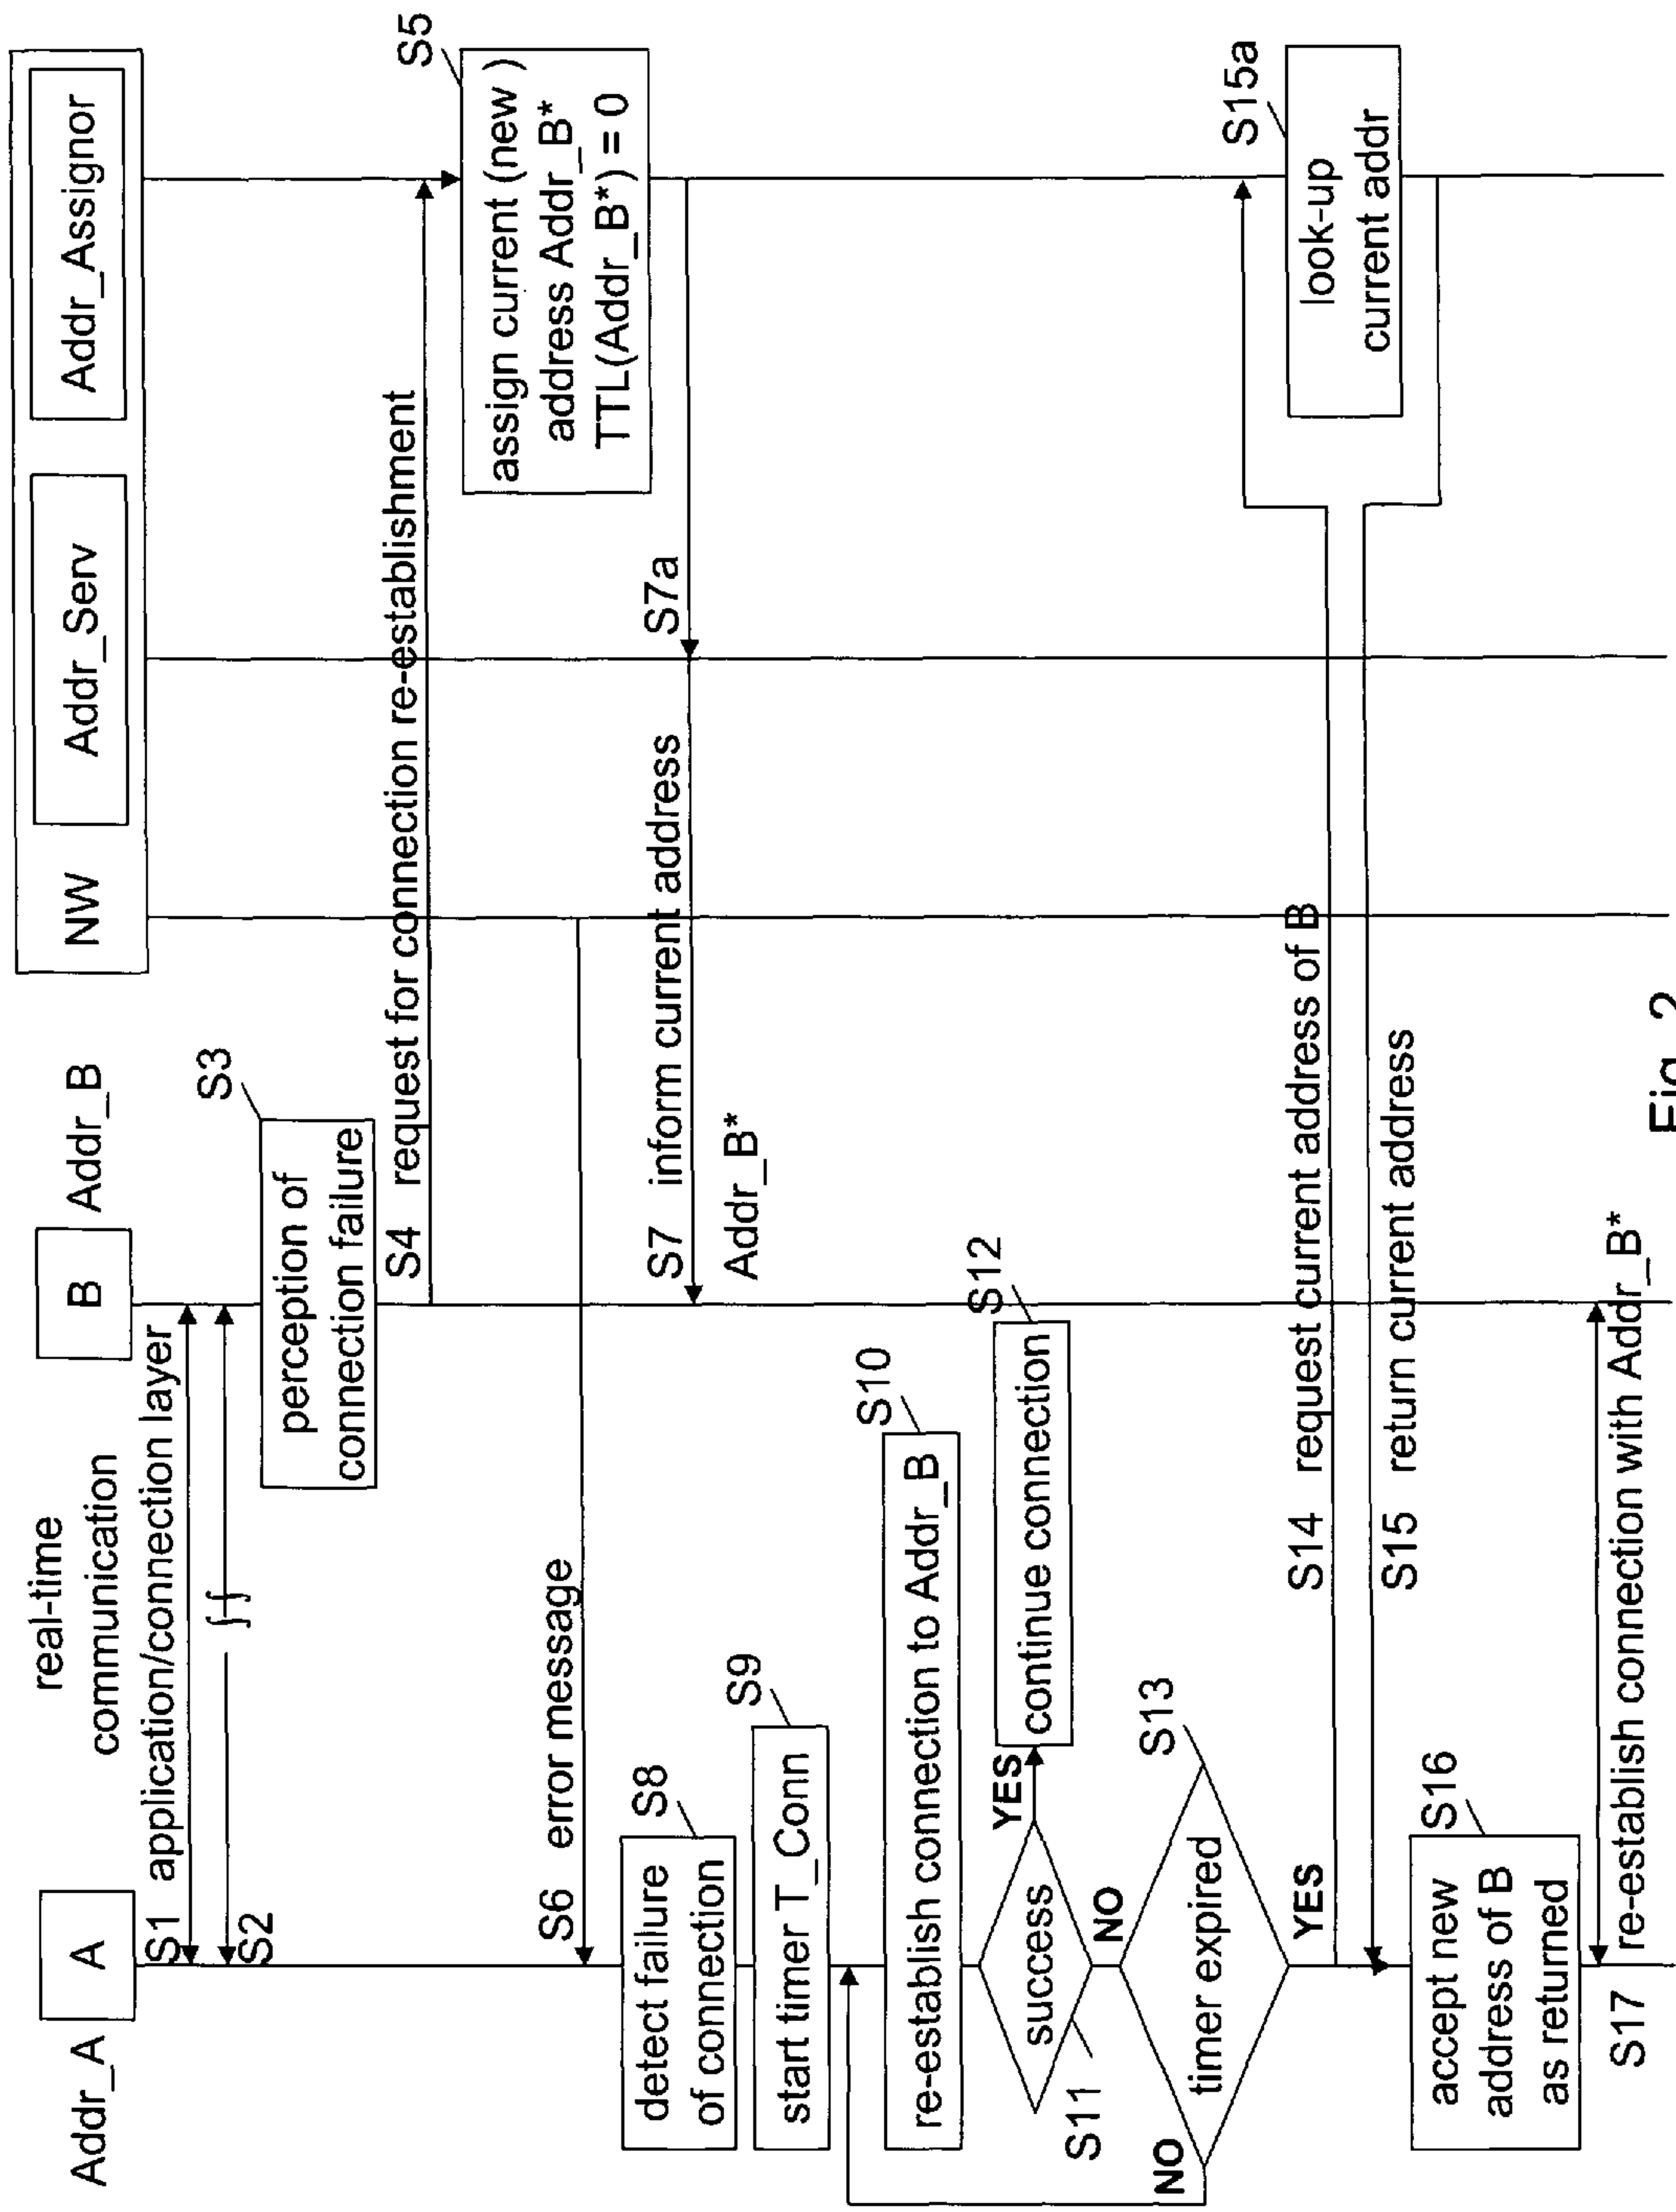 Addr_A
A
real-time
communication
B
Addr_B
NW
Addr_Serv
Addr_Assignor
S1
application/connection layer
S2
perception of
connection failure
S3
S4
request for connection re-establishment
S5
assign current (new )
address Addr_B*
TTL(Addr_B*) = 0
S6
error message
S7
inform current address
S7a
Addr_B*
detect failure
of connection
S8
start timer T_Conn
S9
re-establish connection to Addr_B
S10
success
S11
YES
continue connection
S12
NO
timer expired
S13
NO
YES
S14
request current address of B
S15a
look-up
current addr
S15
return current address
accept new
address of B
as returned
S16
S17
re-establish connection with Addr_B*
Fig. 2